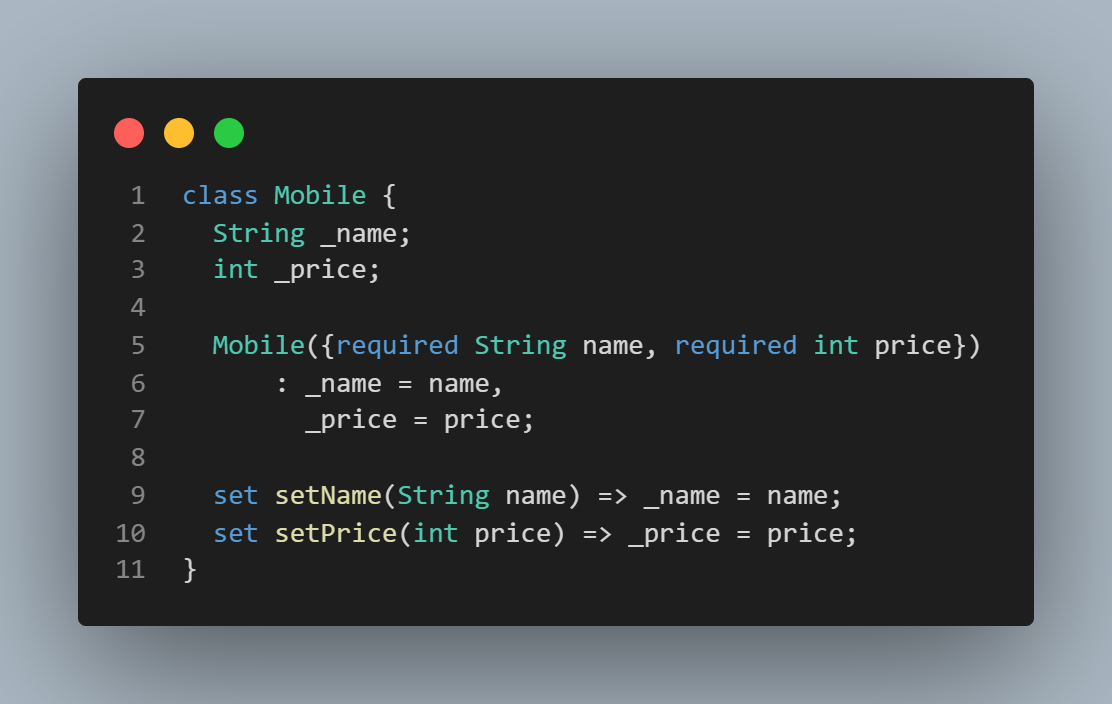 1 class Mobile {
2   String _name;
3   int _price;
4
5   Mobile({required String name, required int price})
6       : _name = name,
7         _price = price;
8
9   set setName(String name) => _name = name;
10   set setPrice(int price) => _price = price;
11 }